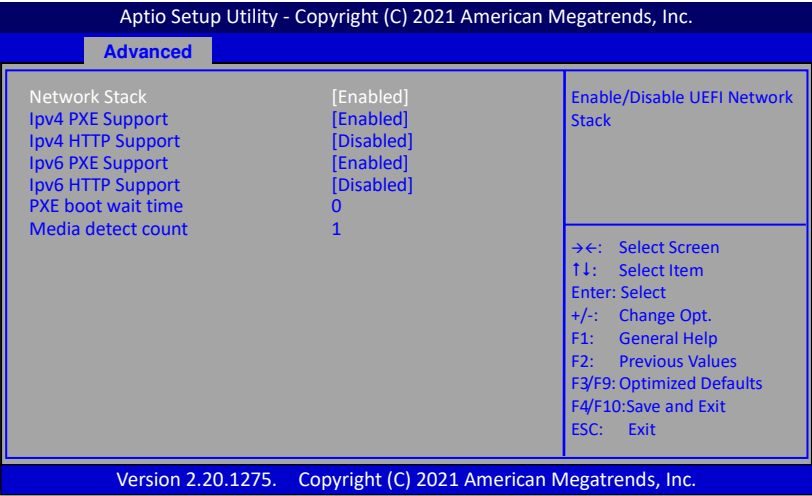 Aptio Setup Utility - Copyright (C) 2021 American Megatrends, Inc.
Advanced
Network Stack [Enabled]
Ipv4 PXE Support [Enabled]
Ipv4 HTTP Support [Disabled]
Ipv6 PXE Support [Enabled]
Ipv6 HTTP Support [Disabled]
PXE boot wait time 0
Media detect count 1
Enable/Disable UEFI Network
Stack
→←: Select Screen
↑↓: Select Item
Enter: Select
+/-: Change Opt.
F1: General Help
F2: Previous Values
F3/F9: Optimized Defaults
F4/F10:Save and Exit
ESC: Exit
Version 2.20.1275. Copyright (C) 2021 American Megatrends, Inc.